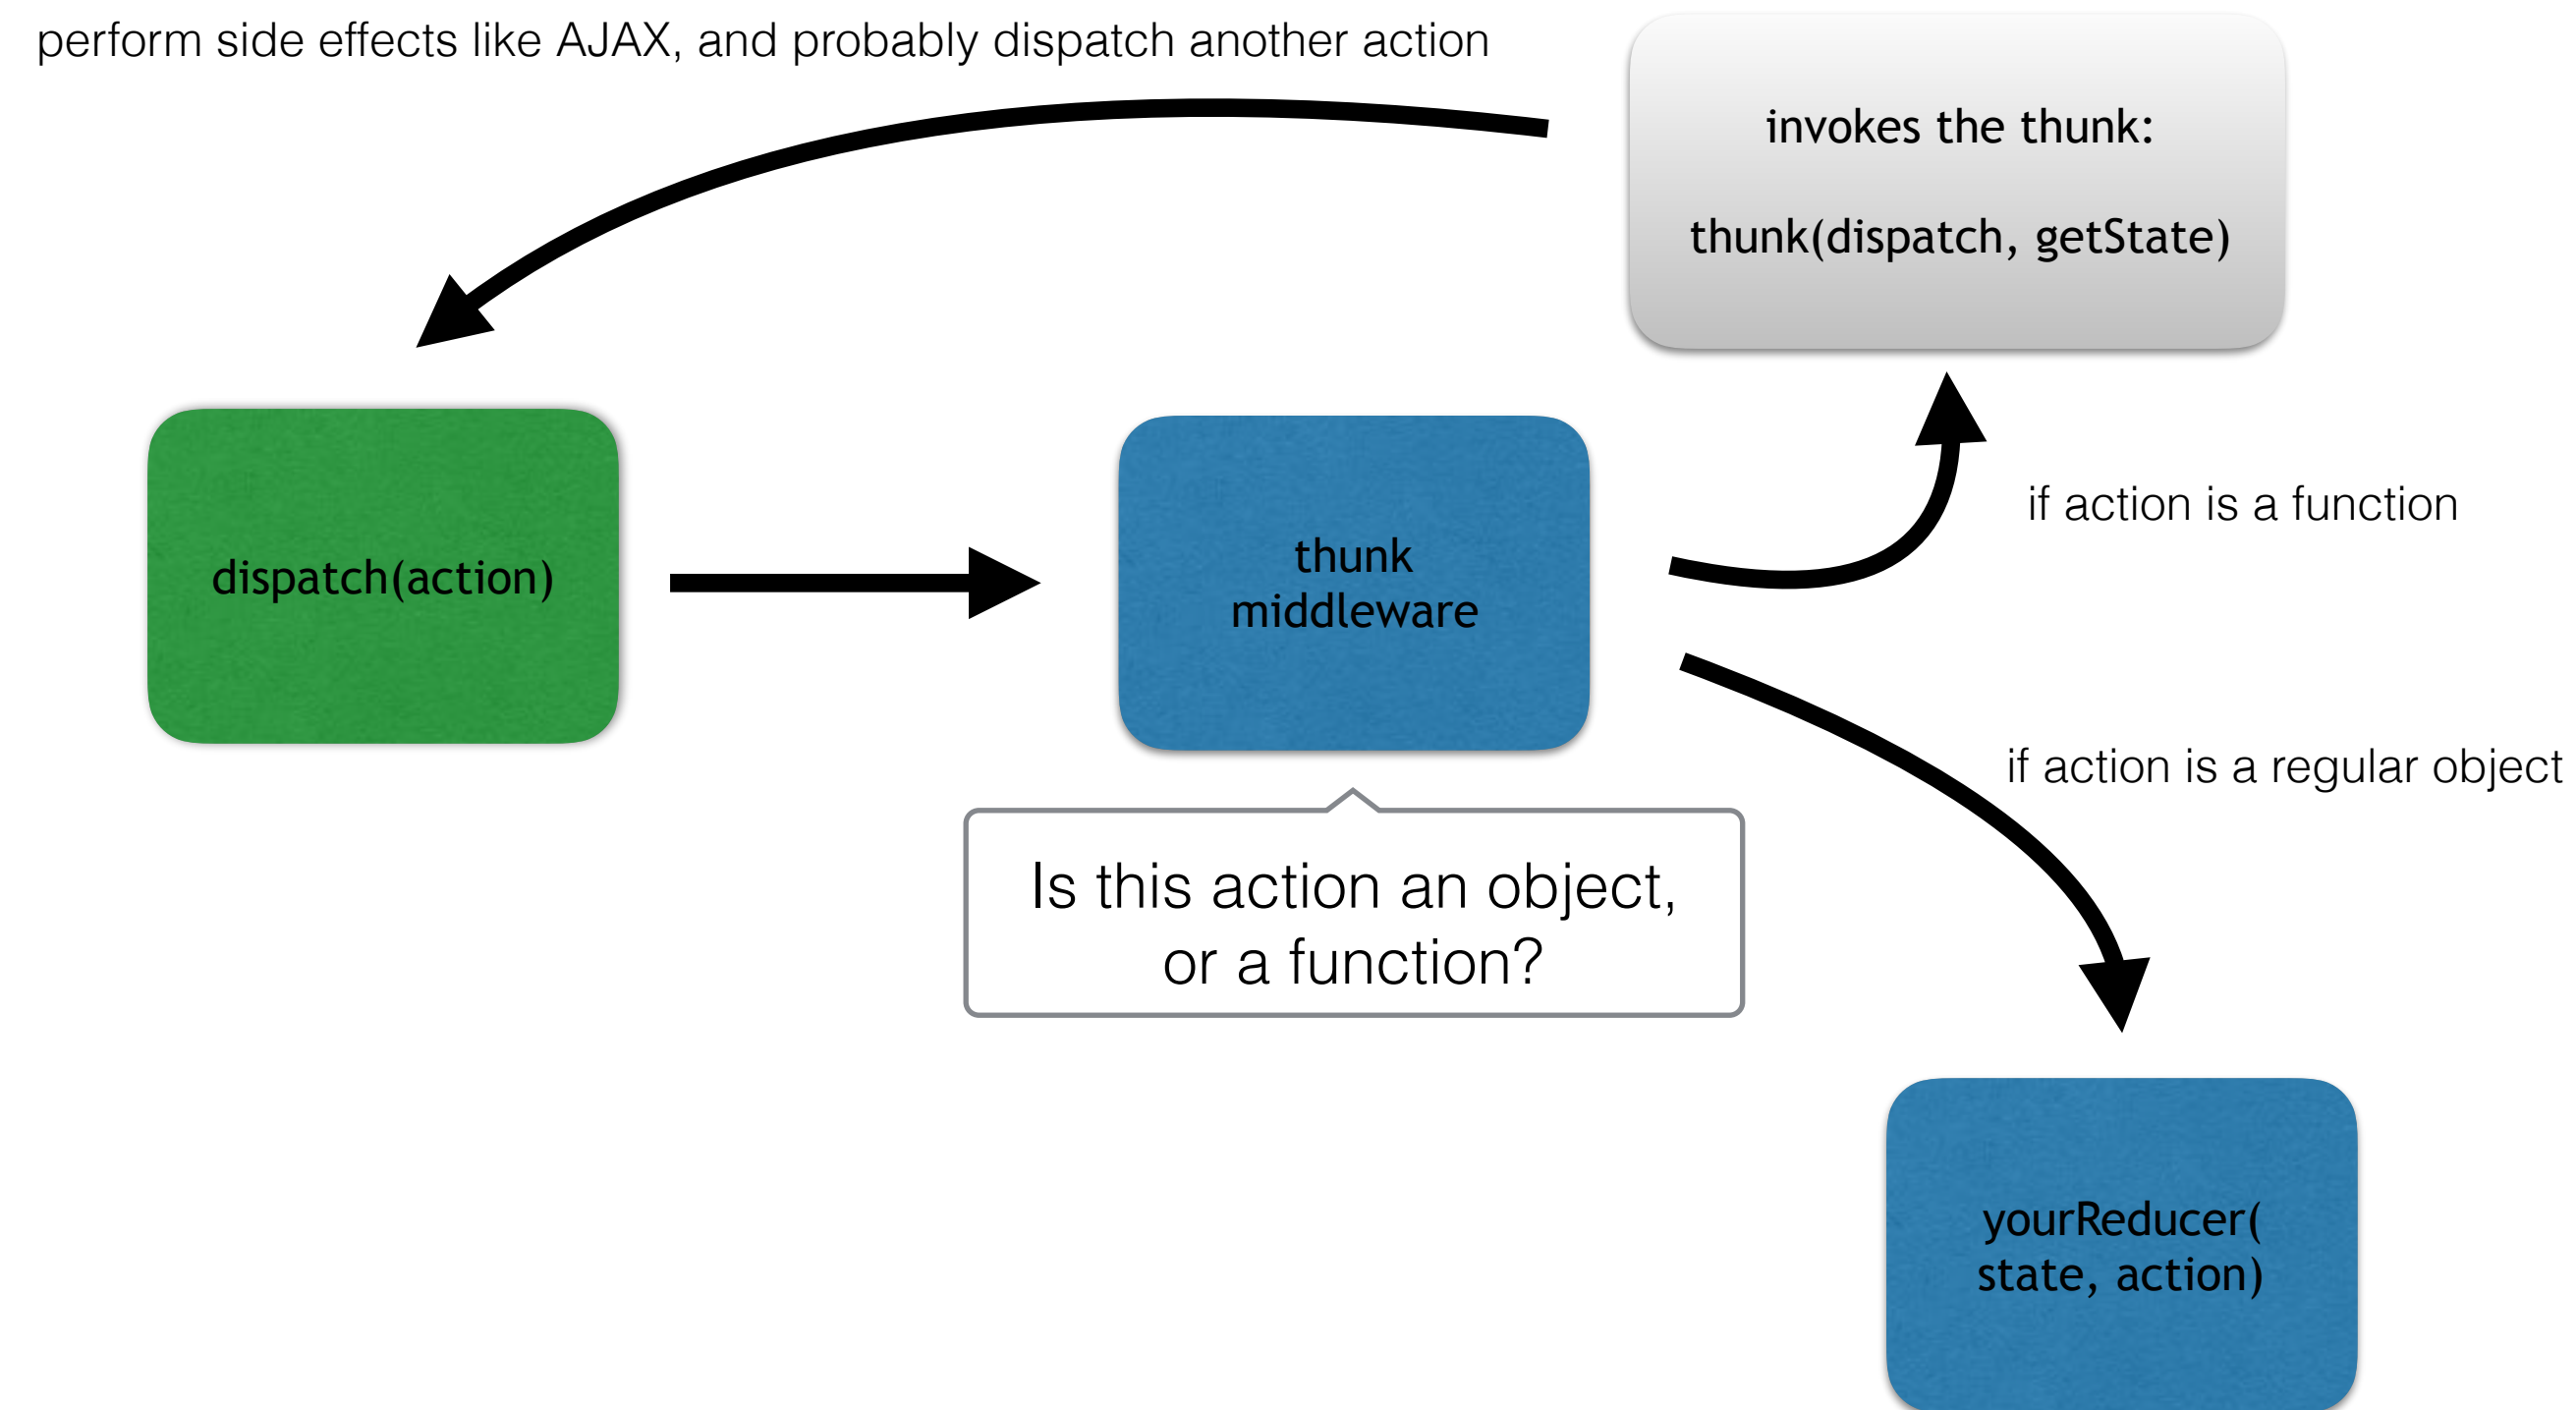 perform side effects like AJAX, and probably dispatch another action
invokes the thunk:
thunk(dispatch, getState)
if action is a function
dispatch(action)
thunk
middleware
if action is a regular object
Is this action an object,
or a function?
yourReducer(
state, action)